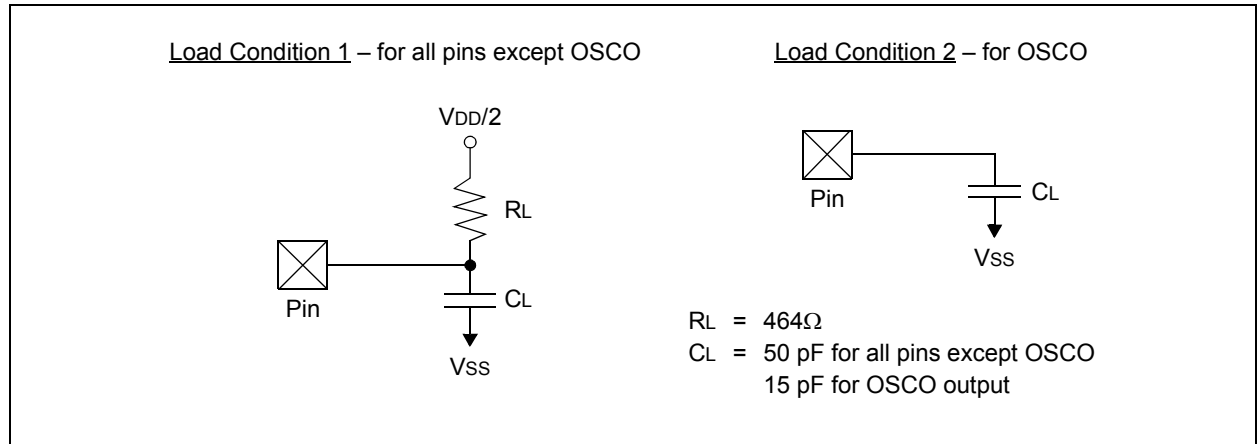 Load Condition 1 – for all pins except OSCO
VDD/2
RL
Pin
CL
VSS
Load Condition 2 – for OSCO
Pin
CL
VSS
RL = 464Ω
CL = 50 pF for all pins except OSCO
15 pF for OSCO output